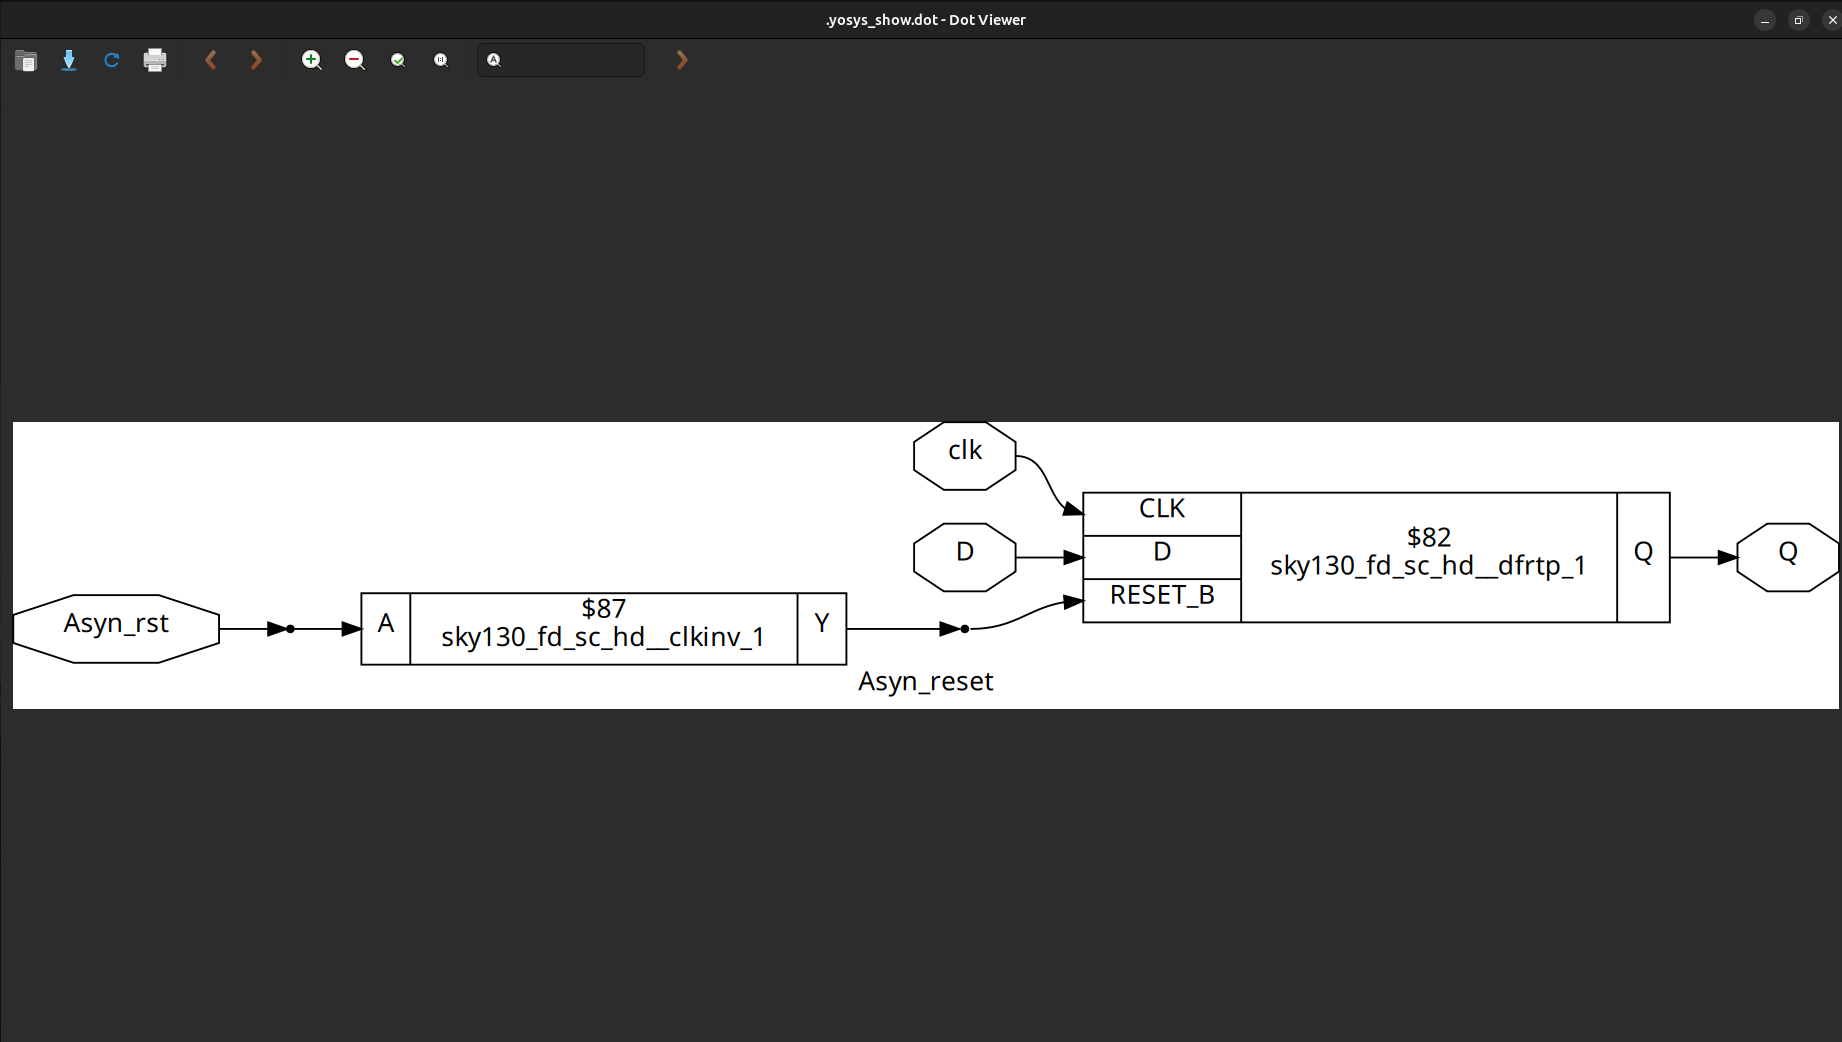 .yosys_show.dot - Dot Viewer
clk
CLK
D
D
RESET_B
$82
sky130_fd_sc_hd__dfrtp_1
Q
Q
Asyn_rst
A
$87
sky130_fd_sc_hd__clkinv_1
Y
Asyn_reset